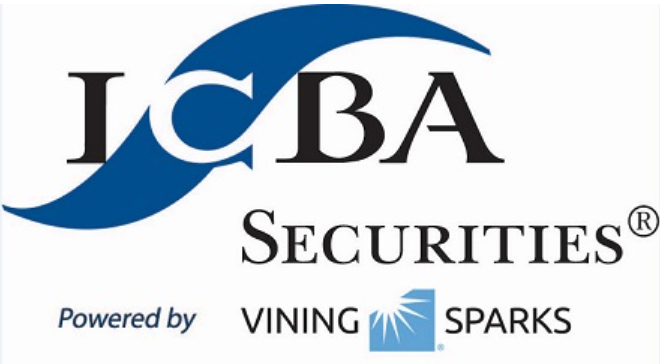 ICBA
SECURITIES®
Powered by VINING SPARKS®